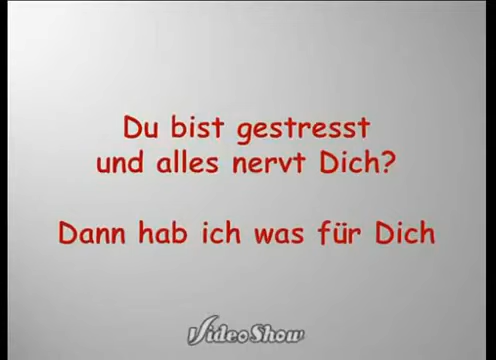 Du bist gestresst
und alles nervt Dich?
Dann hab ich was für Dich
VideoShow